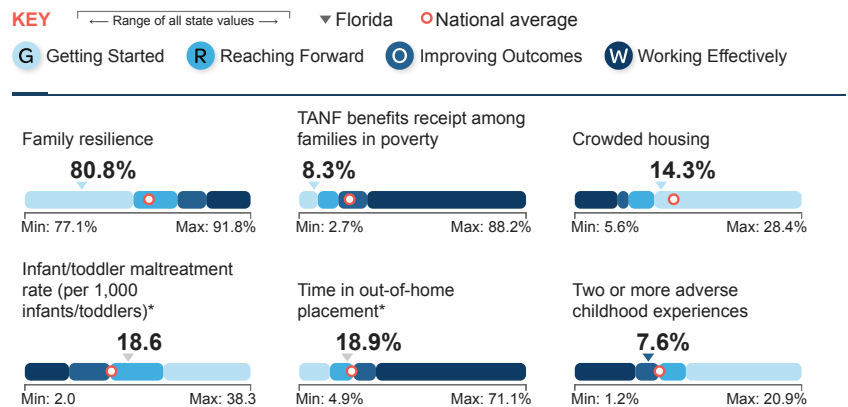 KEY Range of all state values Florida National average
G Getting Started R Reaching Forward O Improving Outcomes W Working Effectively
Family resilience
80.8%
Min: 77.1% Max: 91.8%
TANF benefits receipt among
families in poverty
8.3%
Min: 2.7% Max: 88.2%
Crowded housing
14.3%
Min: 5.6% Max: 28.4%
Infant/toddler maltreatment
rate (per 1,000
infants/toddlers)*
18.6
Min: 2.0 Max: 38.3
Time in out-of-home
placement*
18.9%
Min: 4.9% Max: 71.1%
Two or more adverse
childhood experiences
7.6%
Min: 1.2% Max: 20.9%